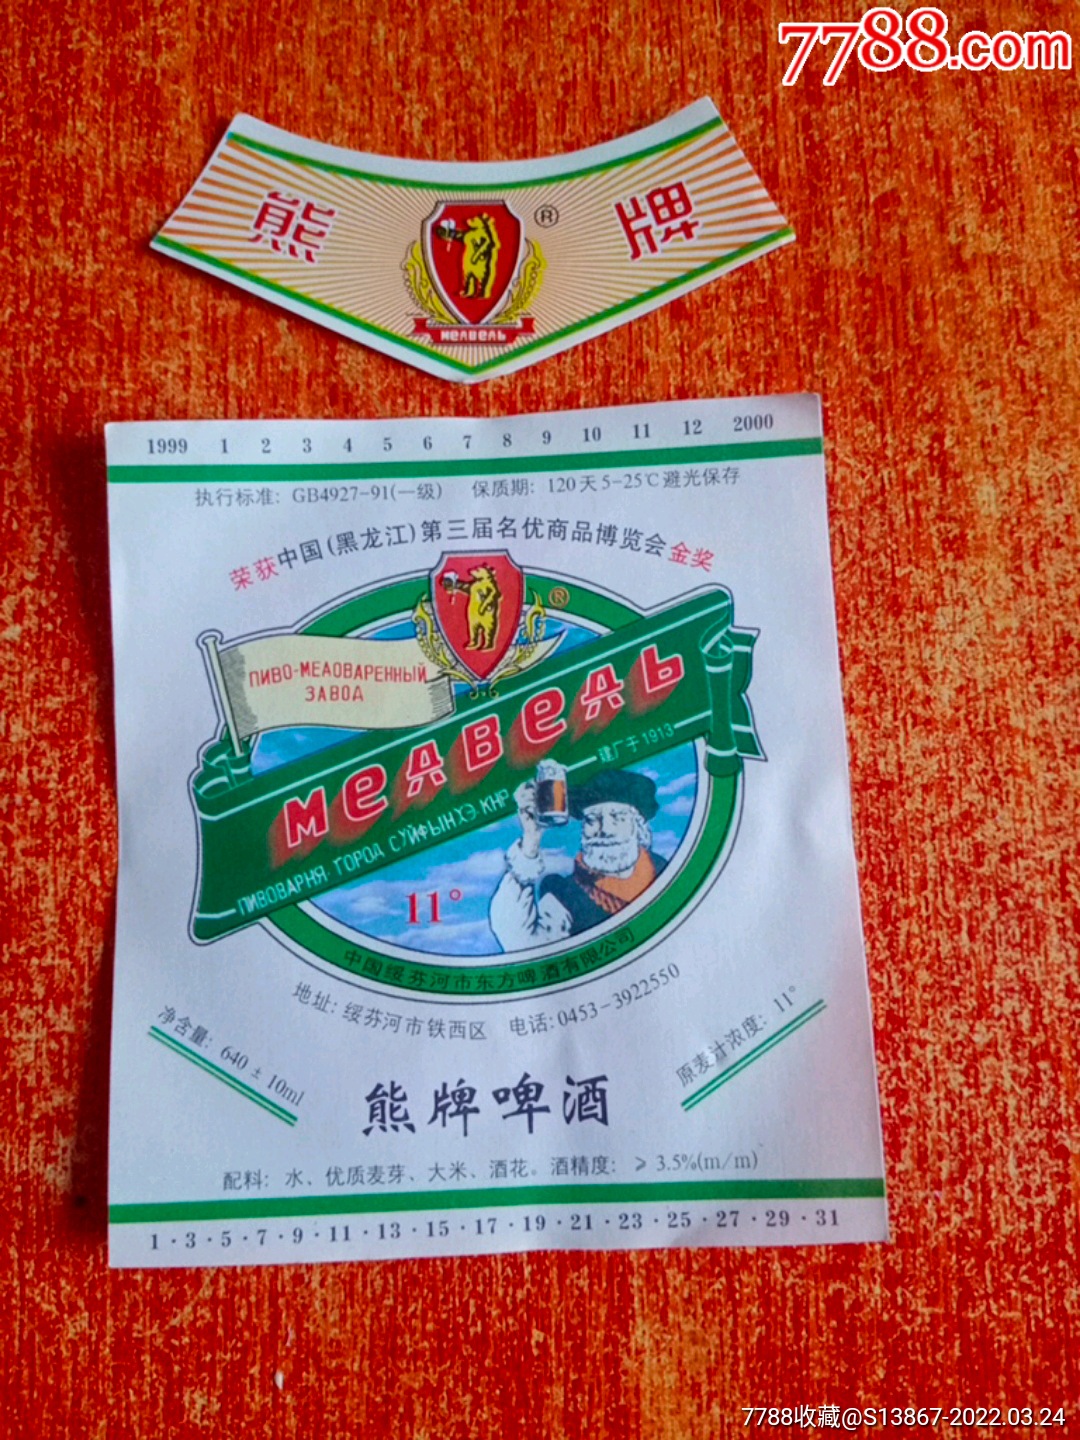 7788.com
熊 ® 牌
МЕДВЕДЬ
1999 1 2 3 4 5 6 7 8 9 10 11 12 2000
执行标准: GB4927-91(一级) 保质期: 120天5-25℃避光保存
荣获中国(黑龙江)第三届名优商品博览会金奖
®
ПИВО-МЕДОВАРЕННЫЙ
ЗАВОД
МЕДВЕДЬ
建厂于1913
ПИВОВАРНЯ·ГОРОД СУЙФЫНХЭ КНР
11°
中国绥芬河市东方啤酒有限公司
地址: 绥芬河市铁西区 电话: 0453-3922550
净含量: 640 ± 10ml
原麦汁浓度: 11°
熊牌啤酒
配料: 水、优质麦芽、大米、酒花。酒精度: ≥ 3.5%(m/m)
1·3·5·7·9·11·13·15·17·19·21·23·25·27·29·31
7788收藏@S13867-2022.03.24